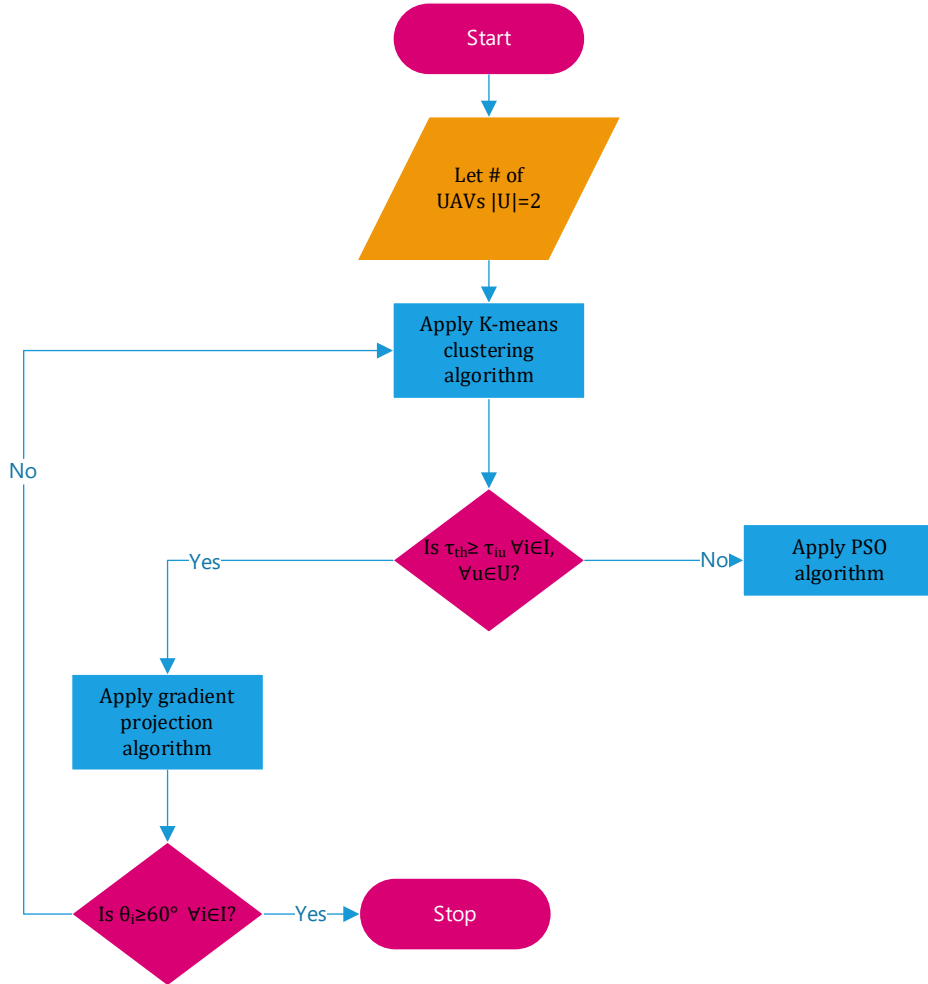 Start
Let # of
UAVs |U|=2
Apply K-means
clustering
algorithm
No
Is τth≥ τiu ∀i∈I,
∀u∈U?
Yes
No
Apply PSO
algorithm
Apply gradient
projection
algorithm
Is θi≥60° ∀i∈I?
Yes
Stop